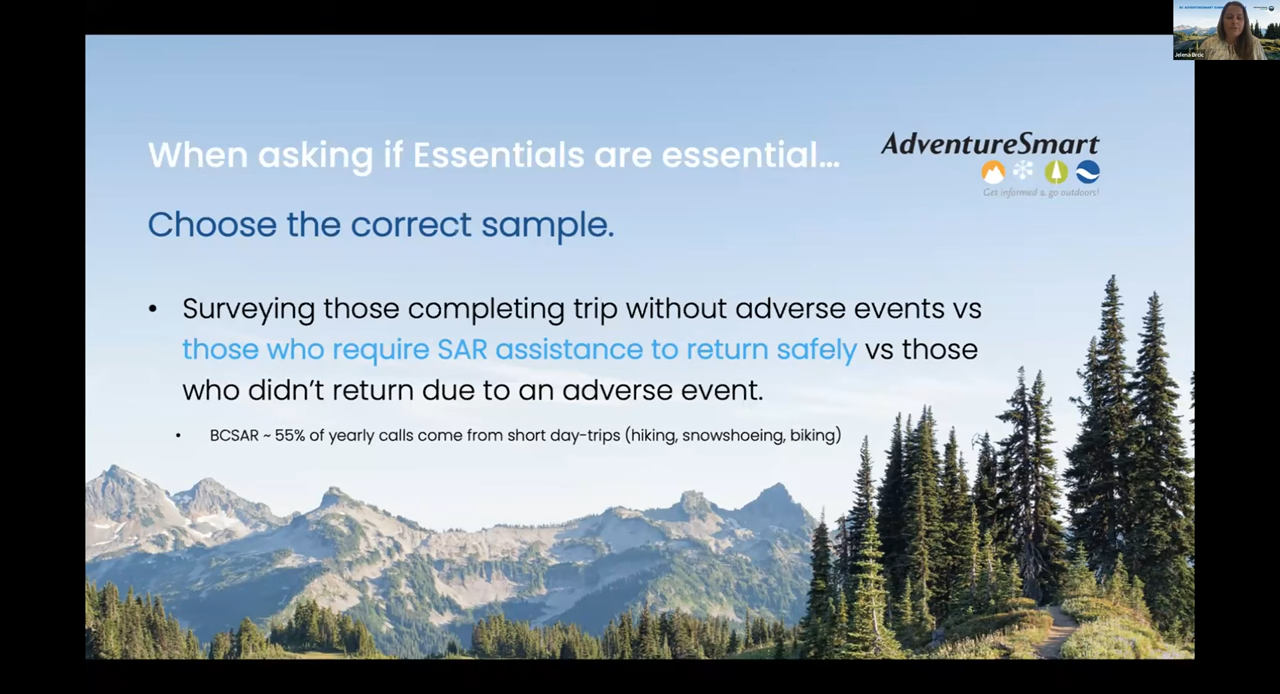 When asking if Essentials are essential...
AdventureSmart
Get informed & go outdoors!
Choose the correct sample.
• Surveying those completing trip without adverse events vs
those who require SAR assistance to return safely vs those
who didn't return due to an adverse event.
• BCSAR ~ 55% of yearly calls come from short day-trips (hiking, snowshoeing, biking)
Jelena Brcic